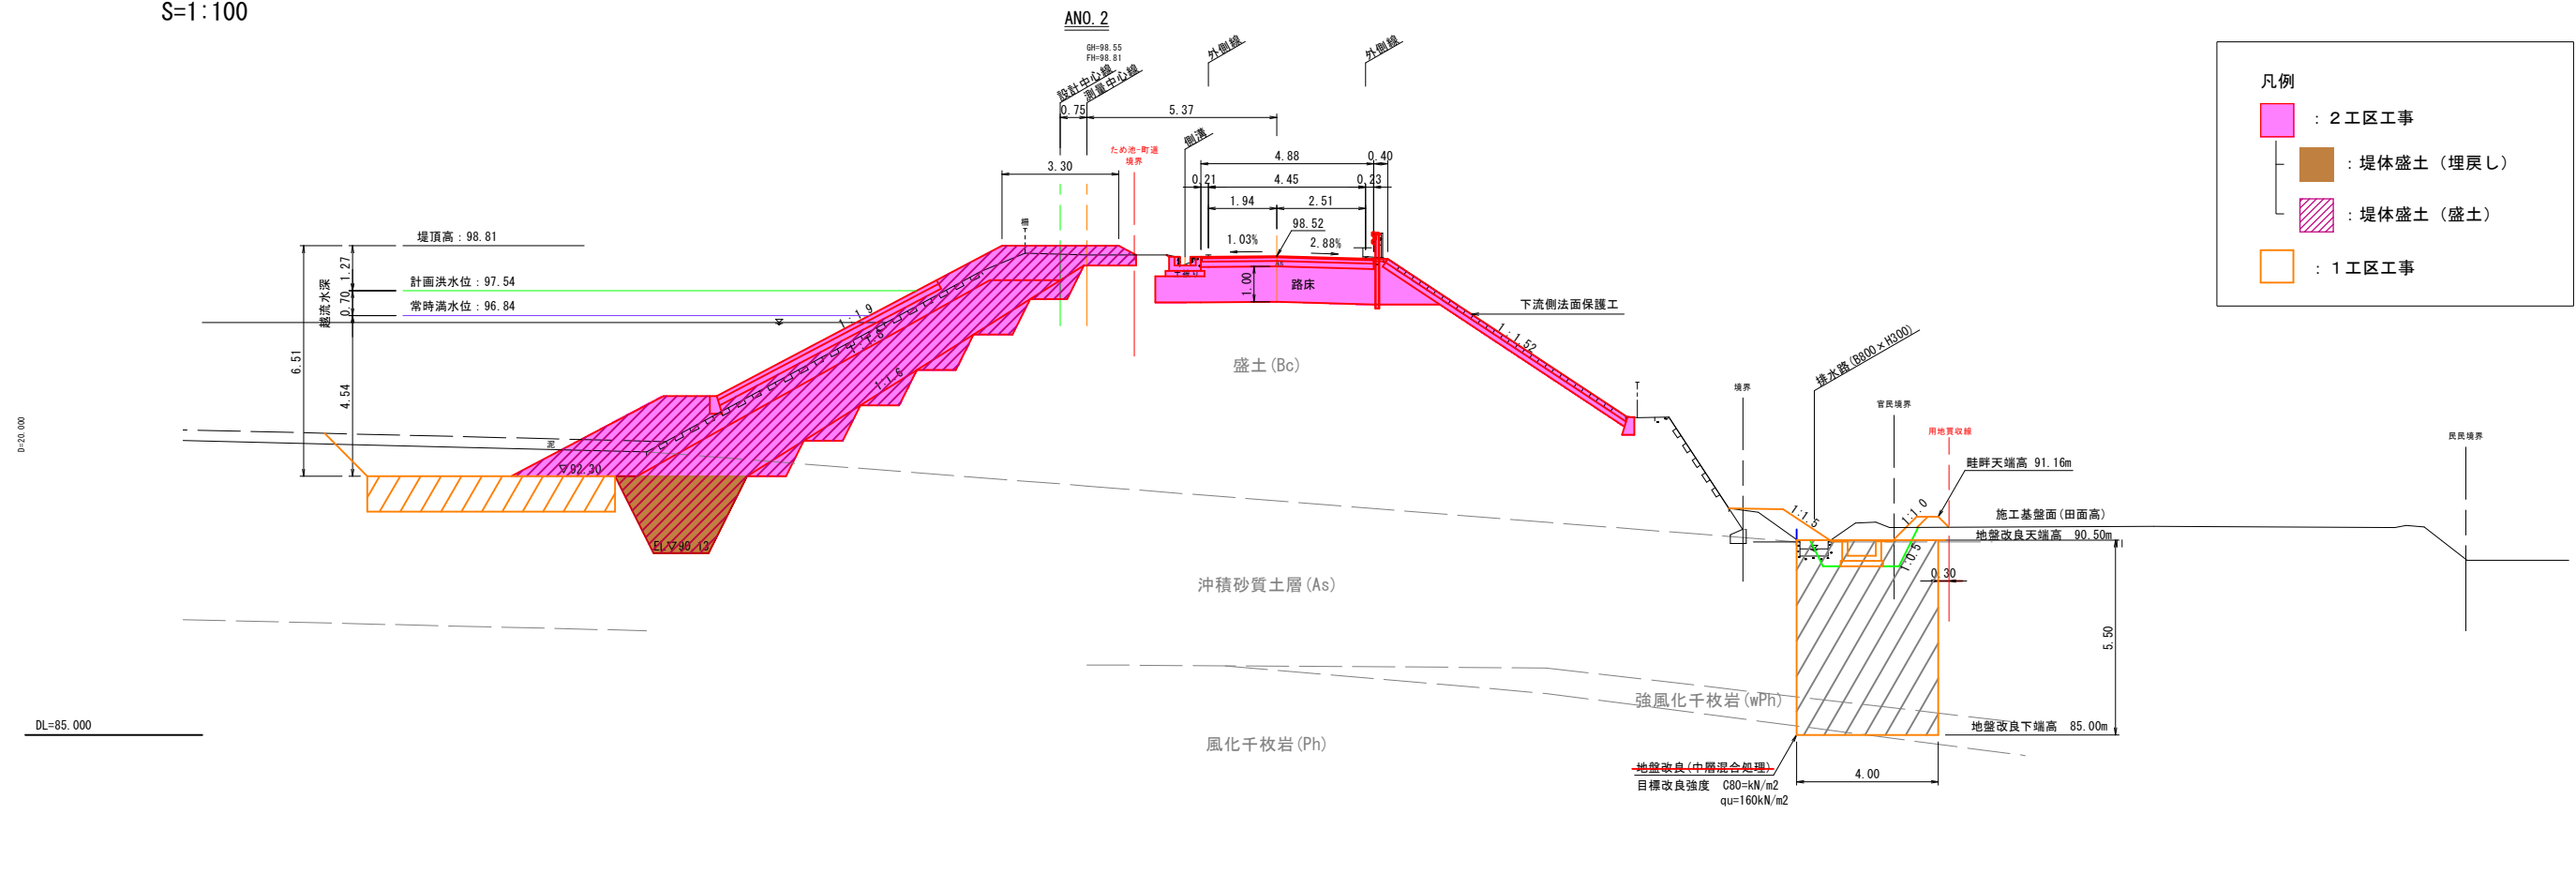 S=1:100
ANO.2
GH=98.55
FH=98.81
設計中心線
測量中心線
外側線
外側線
0.75
5.37
側溝
ため池-町道
境界
3.30
4.88
0.40
0.21
4.45
0.23
1.94
2.51
98.52
1.03%
2.88%
堤頂高：98.81
計画洪水位：97.54
常時満水位：96.84
越流水深
1.27
0.70
6.51
4.54
1:1.9
1:1.6
路床
1.00
下流側法面保護工
1:1.52
盛土(Bc)
排水路(B800×H300)
境界
官民境界
用地買収線
民民境界
畦畔天端高 91.16m
D=20.000
泥
▽92.30
EL▽90.13
1:1.5
1:1.0
1:0.5
施工基盤面(田面高)
地盤改良天端高 90.50m
0.30
5.50
沖積砂質土層(As)
強風化千枚岩(wPh)
風化千枚岩(Ph)
地盤改良下端高 85.00m
DL=85.000
地盤改良(中層混合処理)
目標改良強度 C80=kN/m2
qu=160kN/m2
4.00
凡例
：２工区工事
：堤体盛土（埋戻し）
：堤体盛土（盛土）
：１工区工事